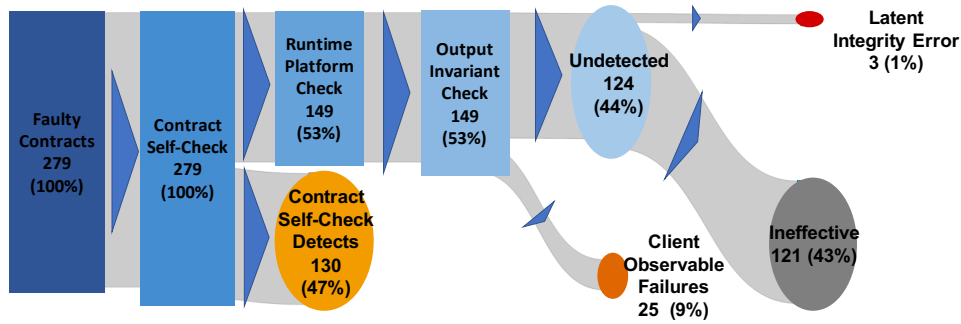 Faulty
Contracts
279
(100%)
Contract
Self-Check
279
(100%)
Runtime
Platform
Check
149
(53%)
Output
Invariant
Check
149
(53%)
Undetected
124
(44%)
Latent
Integrity Error
3 (1%)
Contract
Self-Check
Detects
130
(47%)
Client
Observable
Failures
25 (9%)
Ineffective
121 (43%)